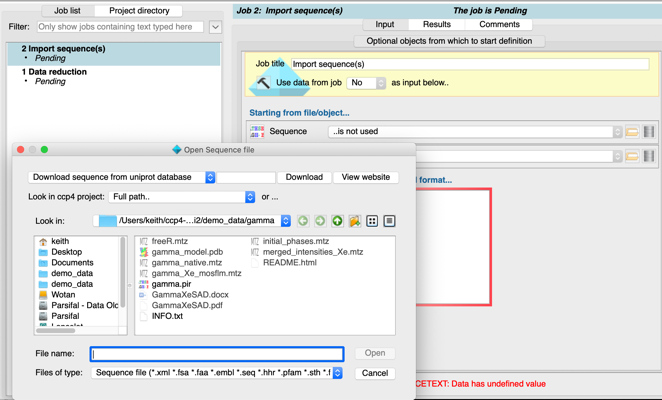 Job list
Project directory
Filter:
Only show jobs containing text typed here
2 Import sequence(s)
• Pending
1 Data reduction
• Pending
Job 2: Import sequence(s)
The job is Pending
Input
Results
Comments
Optional objects from which to start definition
Job title
Import sequence(s)
Use data from job
No
as input below..
Starting from file/object...
Sequence
..is not used
format...
Open Sequence file
Download sequence from uniprot database
Download
View website
Look in ccp4 project:
Full path..
or ...
Look in:
/Users/keith/ccp4-...i2/demo_data/gamma
keith
Desktop
Documents
demo_data
demo_data
Wotan
Parsifal - Data Olc
Parsifal
freeR.mtz
gamma_model.pdb
gamma_native.mtz
gamma_Xe_mosflm.mtz
gamma.pir
GammaXeSAD.docx
GammaXeSAD.pdf
INFO.txt
initial_phases.mtz
merged_intensities_Xe.mtz
README.html
File name:
Open
Files of type:
Sequence file (*.xml *.fsa *.faa *.embl *.seq *.hhr *.pfam *.sth *.f
Cancel
CETEXT: Data has undefined value